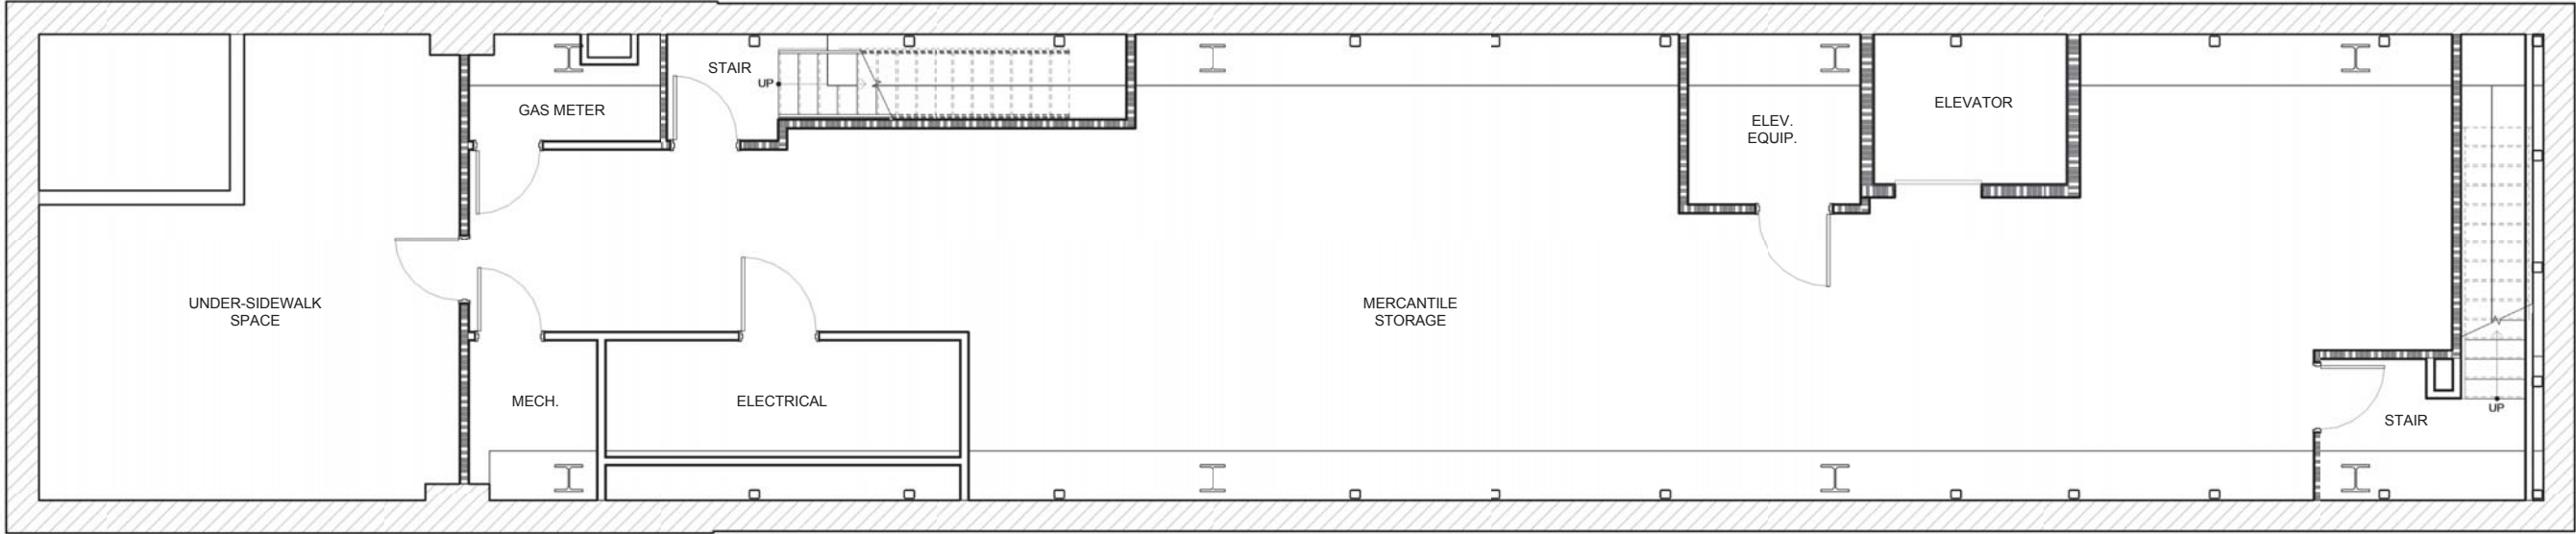 STAIR
UP
GAS METER
ELEVATOR
ELEV.
EQUIP.
UNDER-SIDEWALK
SPACE
MERCANTILE
STORAGE
MECH.
ELECTRICAL
UP
STAIR